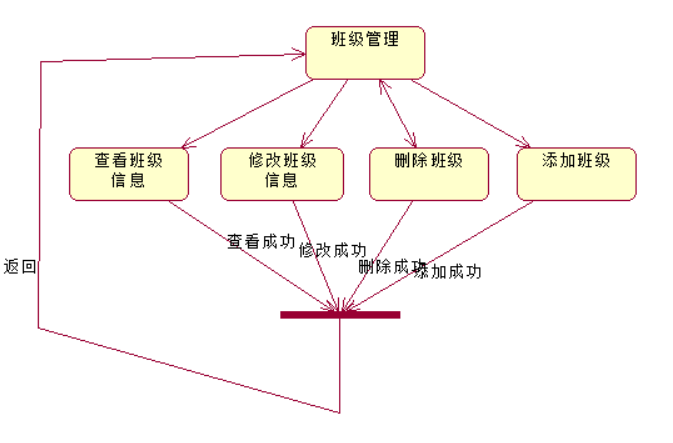 班级管理
查看班级
信息
修改班级
信息
删除班级
添加班级
查看成功
修改成功
删除成功
添加成功
返回